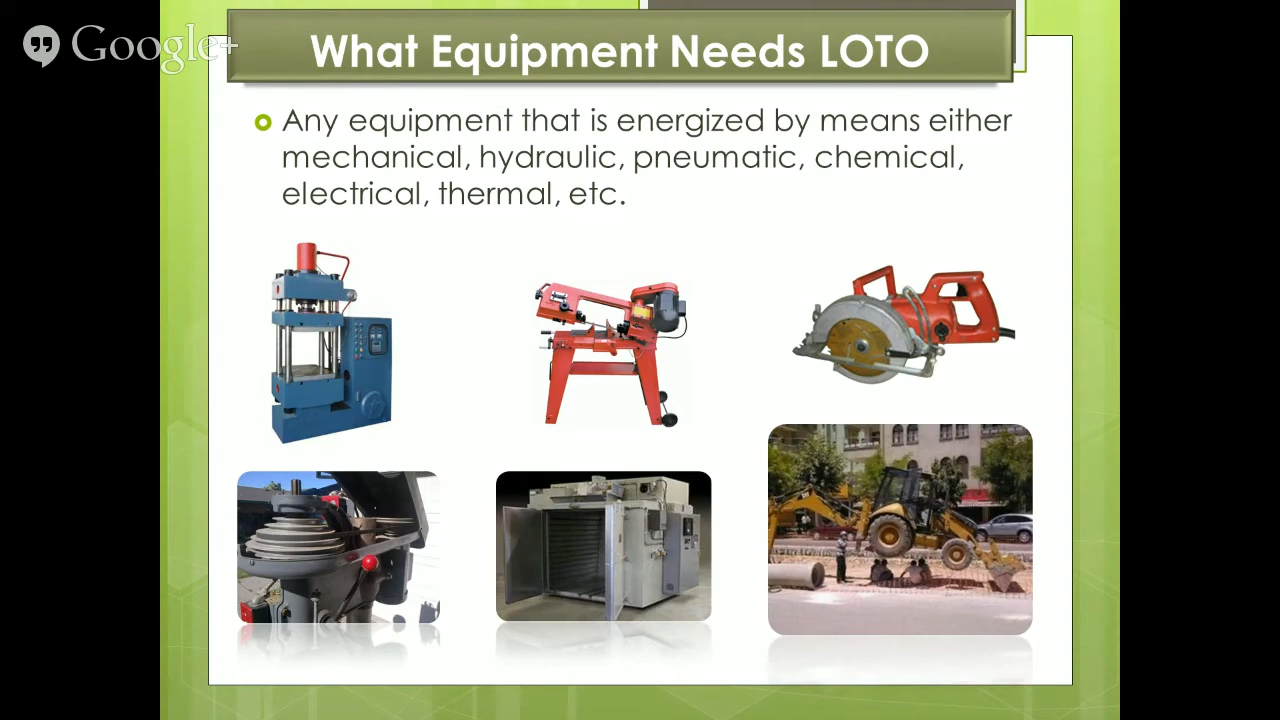 Google+
What Equipment Needs LOTO
Any equipment that is energized by means either
mechanical, hydraulic, pneumatic, chemical,
electrical, thermal, etc.